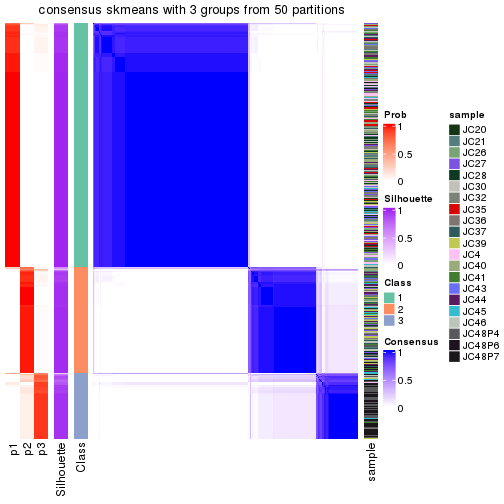 consensus skmeans with 3 groups from 50 partitions
p1
p2
p3
Silhouette
Class
sample
Prob
1
0.5
0
Silhouette
1
0.5
0
Class
1
2
3
Consensus
1
0.5
0
sample
JC20
JC21
JC26
JC27
JC28
JC30
JC32
JC35
JC36
JC37
JC39
JC4
JC40
JC41
JC43
JC44
JC45
JC46
JC48P4
JC48P6
JC48P7